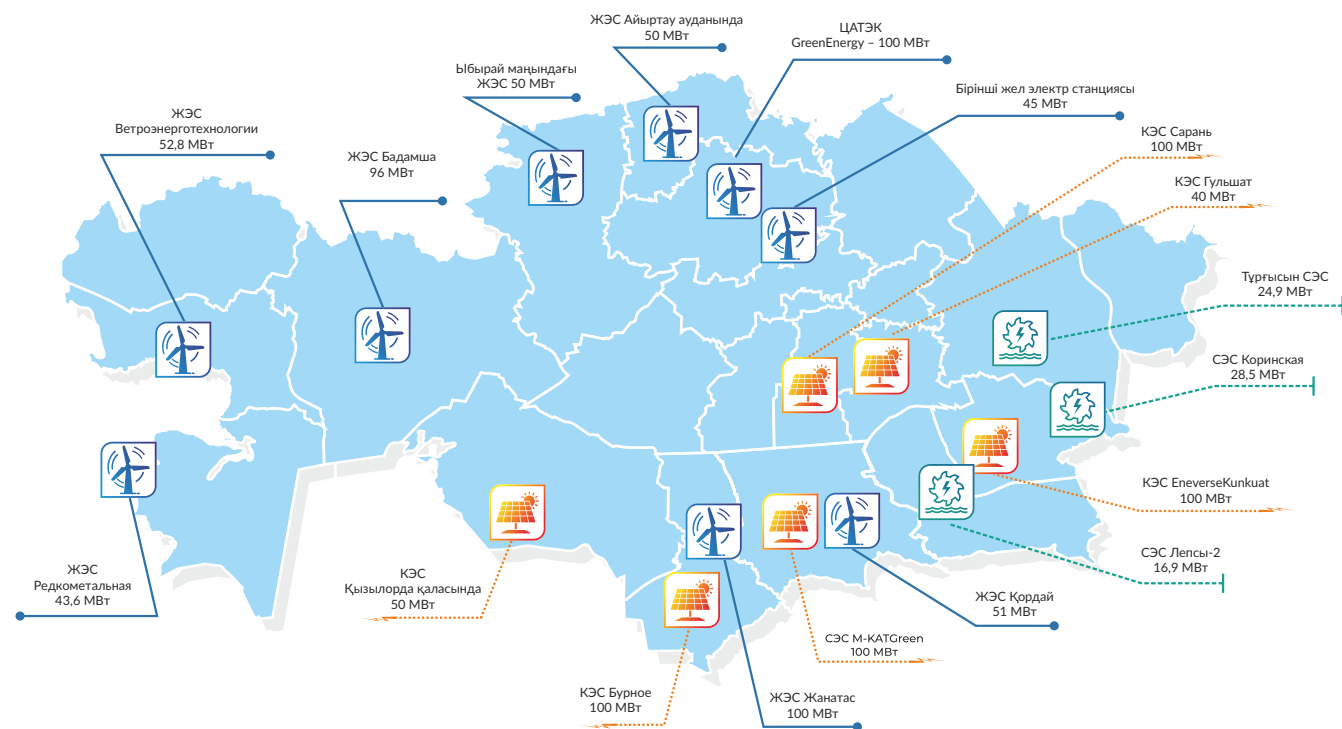 ЖЭС Айыртау ауданында
50 МВт
ЦАТЭК
GreenEnergy – 100 МВт
Ыбырай маңындағы
ЖЭС 50 МВт
Бірінші жел электр станциясы
45 МВт
ЖЭС
Ветроэнерготехнологии
52,8 МВт
ЖЭС Бадамша
96 МВт
КЭС Сарань
100 МВт
КЭС Гульшат
40 МВт
Тұрғысын СЭС
24,9 МВт
СЭС Коринская
28,5 МВт
КЭС EneverseKunkuat
100 МВт
СЭС Лепсы-2
16,9 МВт
ЖЭС
Редкометальная
43,6 МВт
КЭС
Қызылорда қаласында
50 МВт
ЖЭС Қордай
51 МВт
СЭС M-KATGreen
100 МВт
КЭС Бурное
100 МВт
ЖЭС Жанатас
100 МВт